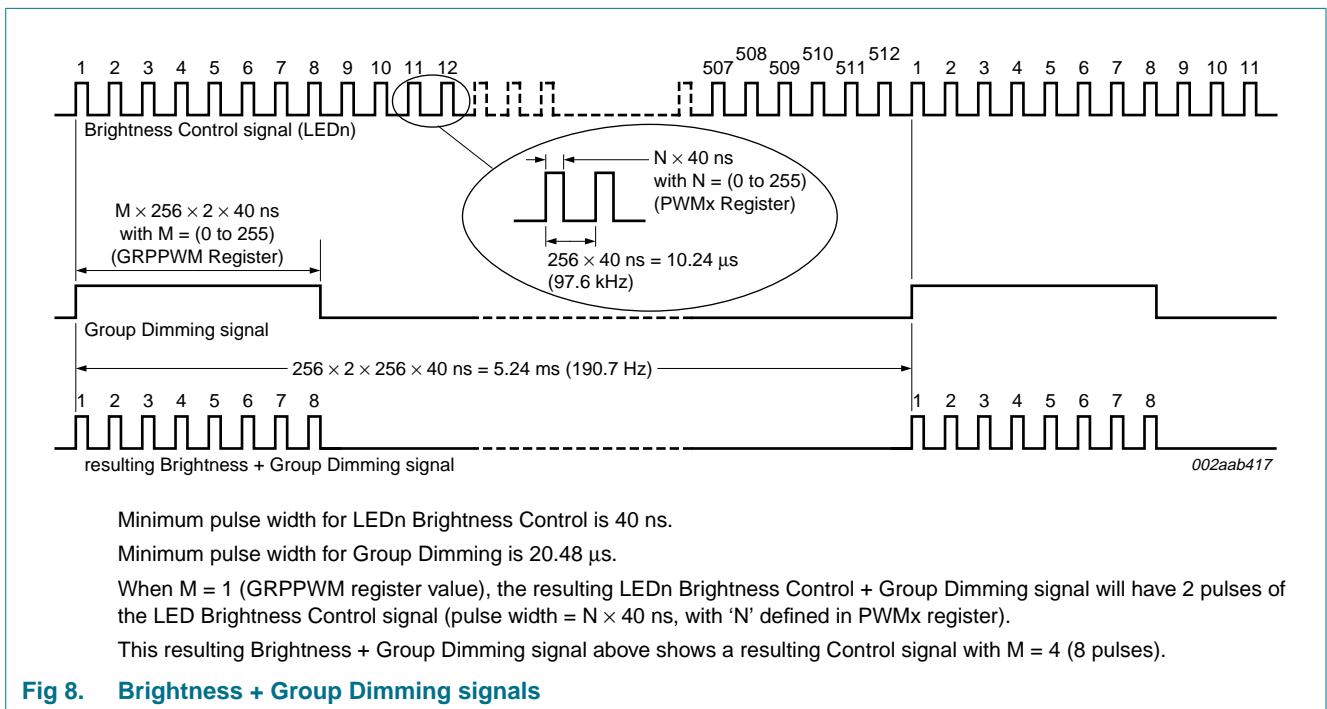 1 2 3 4 5 6 7 8 9 10 11 12 507 508 509 510 511 512 1 2 3 4 5 6 7 8 9 10 11
Brightness Control signal (LEDn)
N × 40 ns
with N = (0 to 255)
(PWMx Register)
256 × 40 ns = 10.24 μs
(97.6 kHz)
M × 256 × 2 × 40 ns
with M = (0 to 255)
(GRPPWM Register)
Group Dimming signal
256 × 2 × 256 × 40 ns = 5.24 ms (190.7 Hz)
1 2 3 4 5 6 7 8 1 2 3 4 5 6 7 8
resulting Brightness + Group Dimming signal
002aab417
Minimum pulse width for LEDn Brightness Control is 40 ns.
Minimum pulse width for Group Dimming is 20.48 μs.
When M = 1 (GRPPWM register value), the resulting LEDn Brightness Control + Group Dimming signal will have 2 pulses of
the LED Brightness Control signal (pulse width = N × 40 ns, with ‘N’ defined in PWMx register).
This resulting Brightness + Group Dimming signal above shows a resulting Control signal with M = 4 (8 pulses).
Fig 8. Brightness + Group Dimming signals